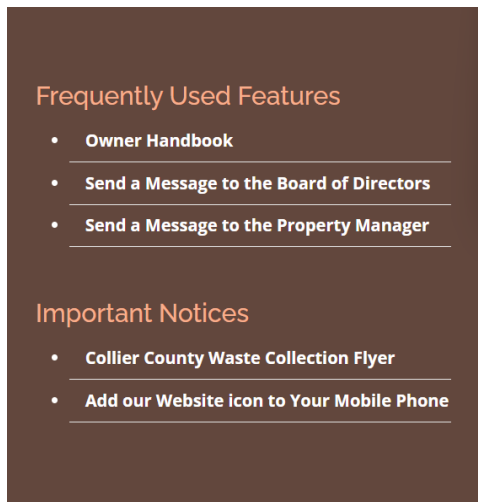 Frequently Used Features
• Owner Handbook
• Send a Message to the Board of Directors
• Send a Message to the Property Manager
Important Notices
• Collier County Waste Collection Flyer
• Add our Website icon to Your Mobile Phone